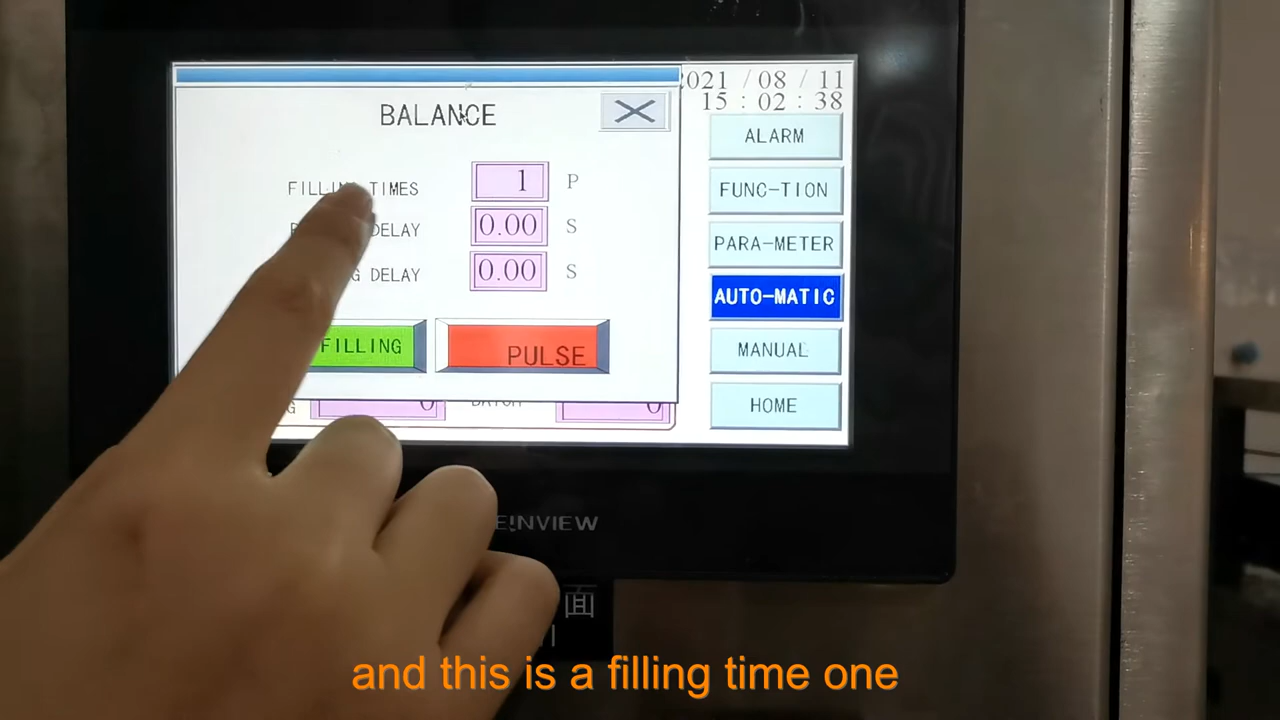 2021 / 08 / 11
15 : 02 : 38
BALANCE
FILLING TIMES 1 P
DELAY 0.00 S
DELAY 0.00 S
FILLING
PULSE
0
BATCH 0
ALARM
FUNC-TION
PARA-METER
AUTO-MATIC
MANUAL
HOME
面
and this is a filling time one